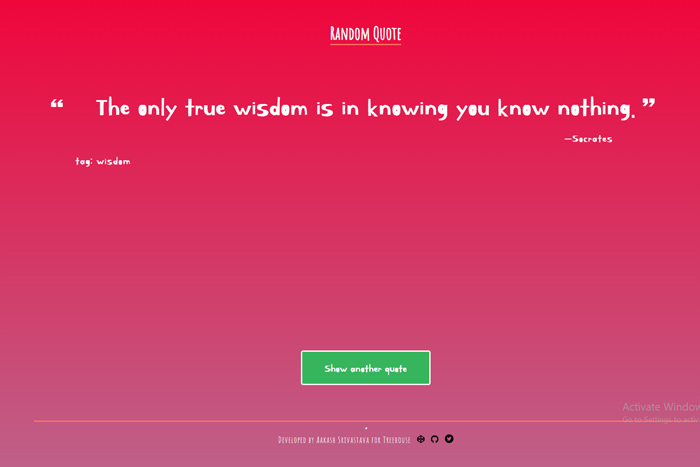 Random Quote
“ The only true wisdom is in knowing you know nothing. ”
—Socrates
tag: wisdom
Show another quote
Activate Window
Go to Settings to activ
Developed by Aakash Srivastava for Treehouse